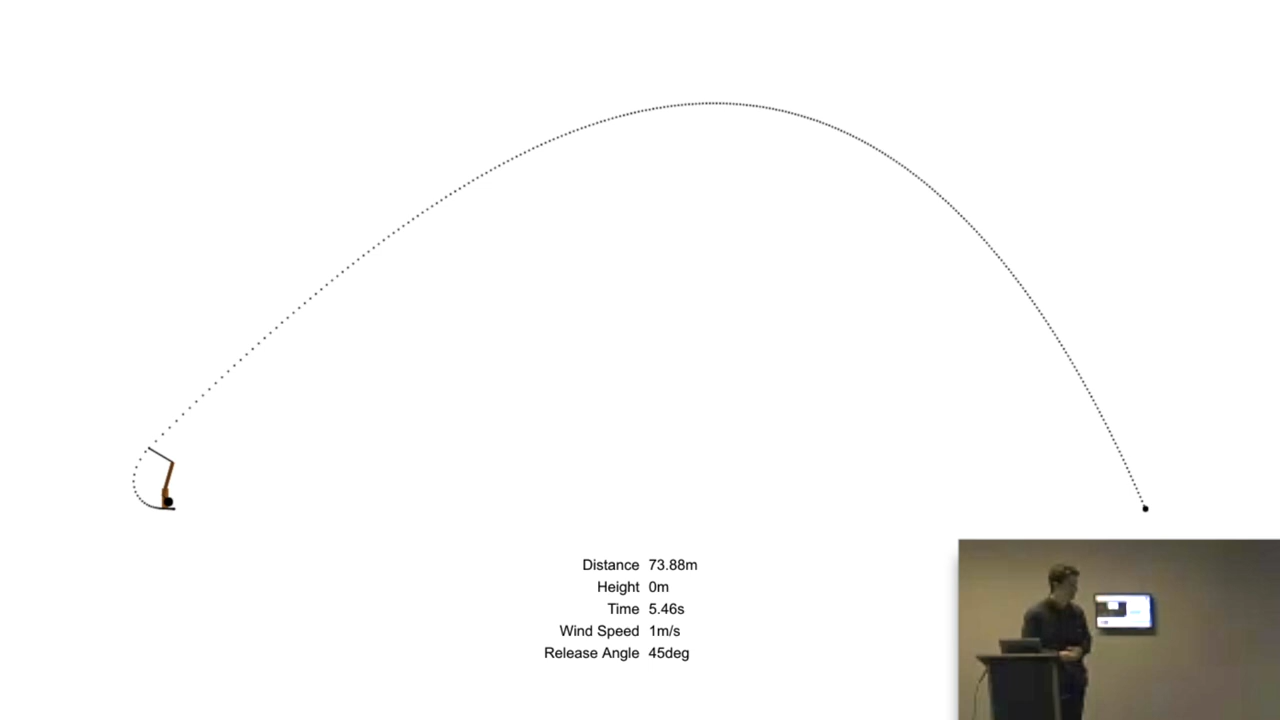 Distance 73.88m
Height 0m
Time 5.46s
Wind Speed 1m/s
Release Angle 45deg